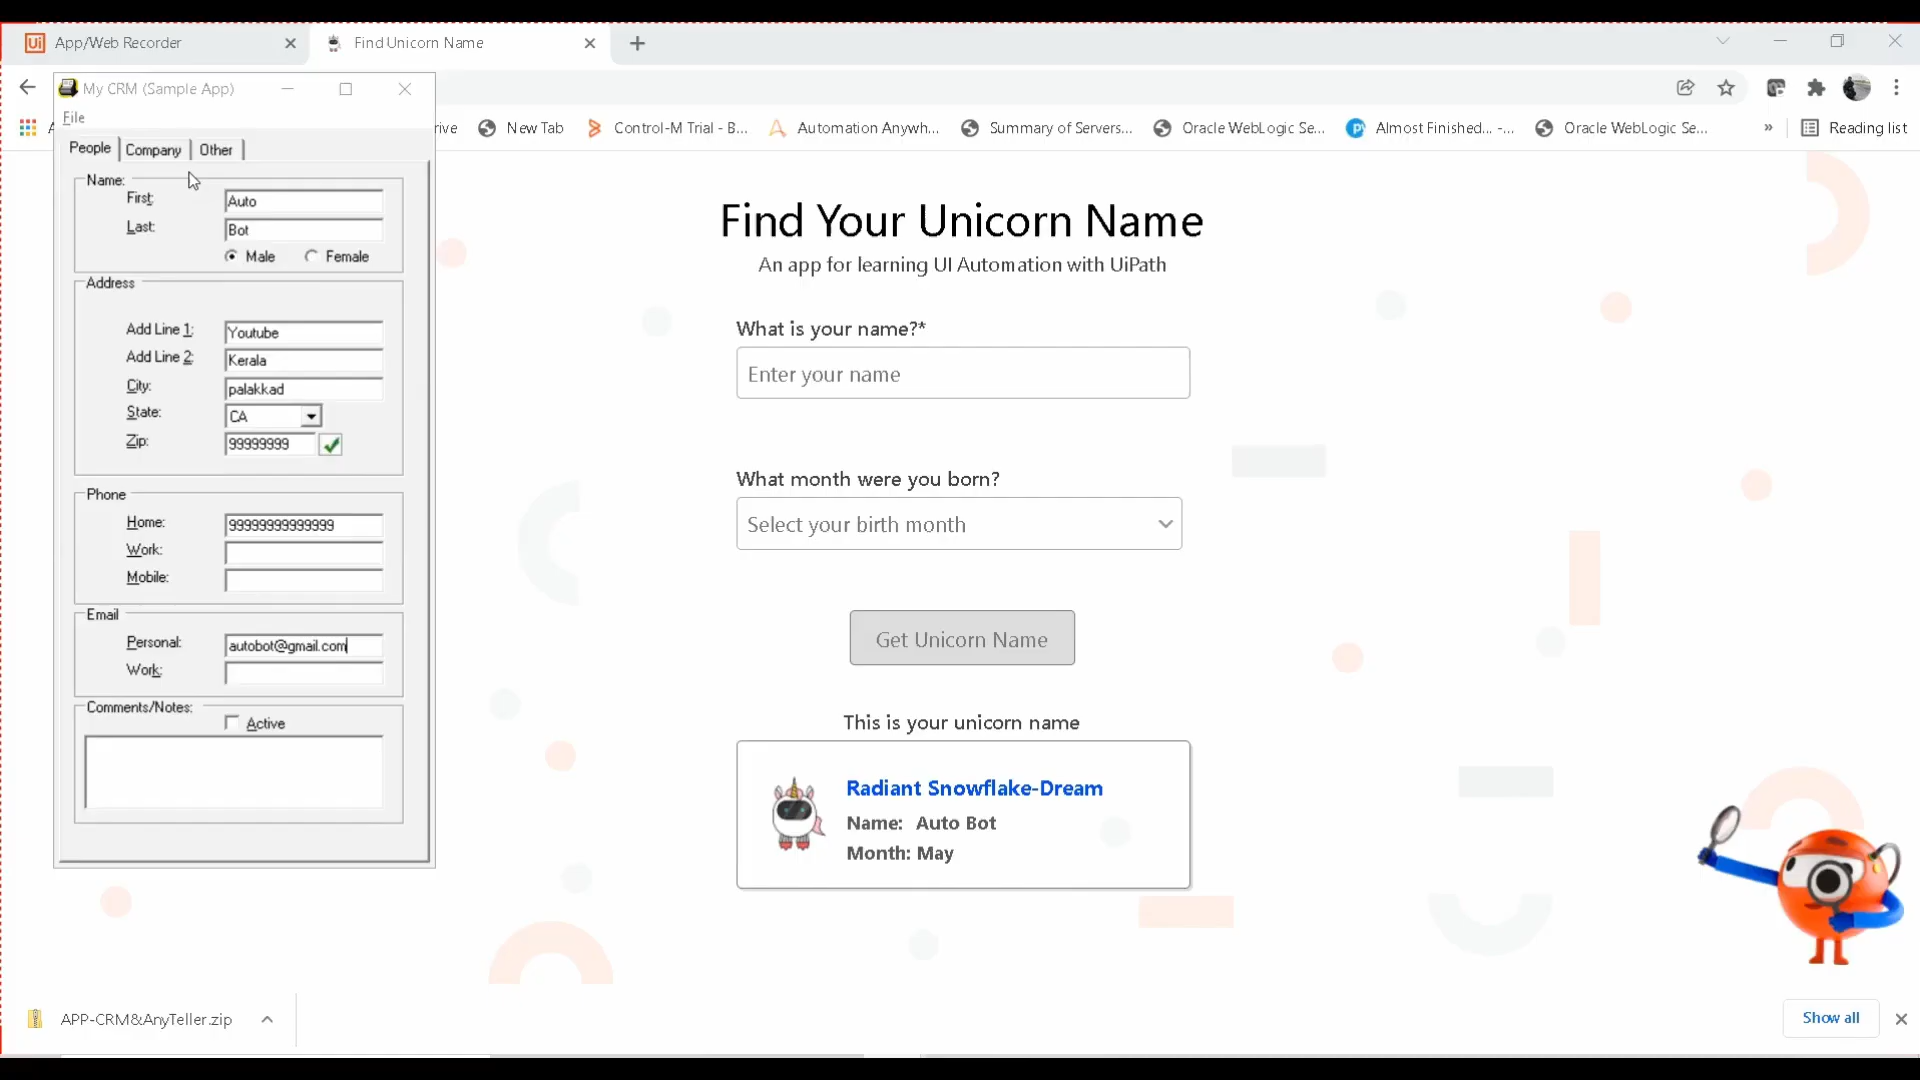 App/Web Recorder
Find Unicorn Name
My CRM (Sample App)
File
rive
New Tab
Control-M Trial - B...
Automation Anywh...
Summary of Servers...
Oracle WebLogic Se...
Almost Finished... -...
Oracle WebLogic Se...
»
Reading list
People
Company
Other
Name:
First:
Auto
Last:
Bot
Male
Female
Address
Add Line 1:
Youtube
Add Line 2:
Kerala
City:
palakkad
State:
CA
Zip:
99999999
Phone
Home:
99999999999999
Work:
Mobile:
Email
Personal:
autobot@gmail.com
Work:
Comments/Notes:
Active
Find Your Unicorn Name
An app for learning UI Automation with UiPath
What is your name?*
Enter your name
What month were you born?
Select your birth month
Get Unicorn Name
This is your unicorn name
Radiant Snowflake-Dream
Name: Auto Bot
Month: May
APP-CRM&AnyTeller.zip
Show all